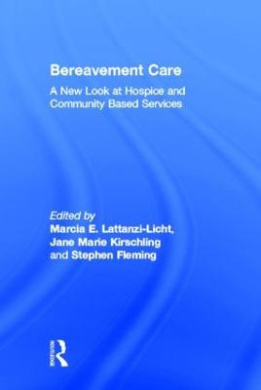 Bereavement Care
A New Look at Hospice and
Community Based Services
Edited by
Marcia E. Lattanzi-Licht,
Jane Marie Kirschling
and Stephen Fleming
ROUTLEDGE